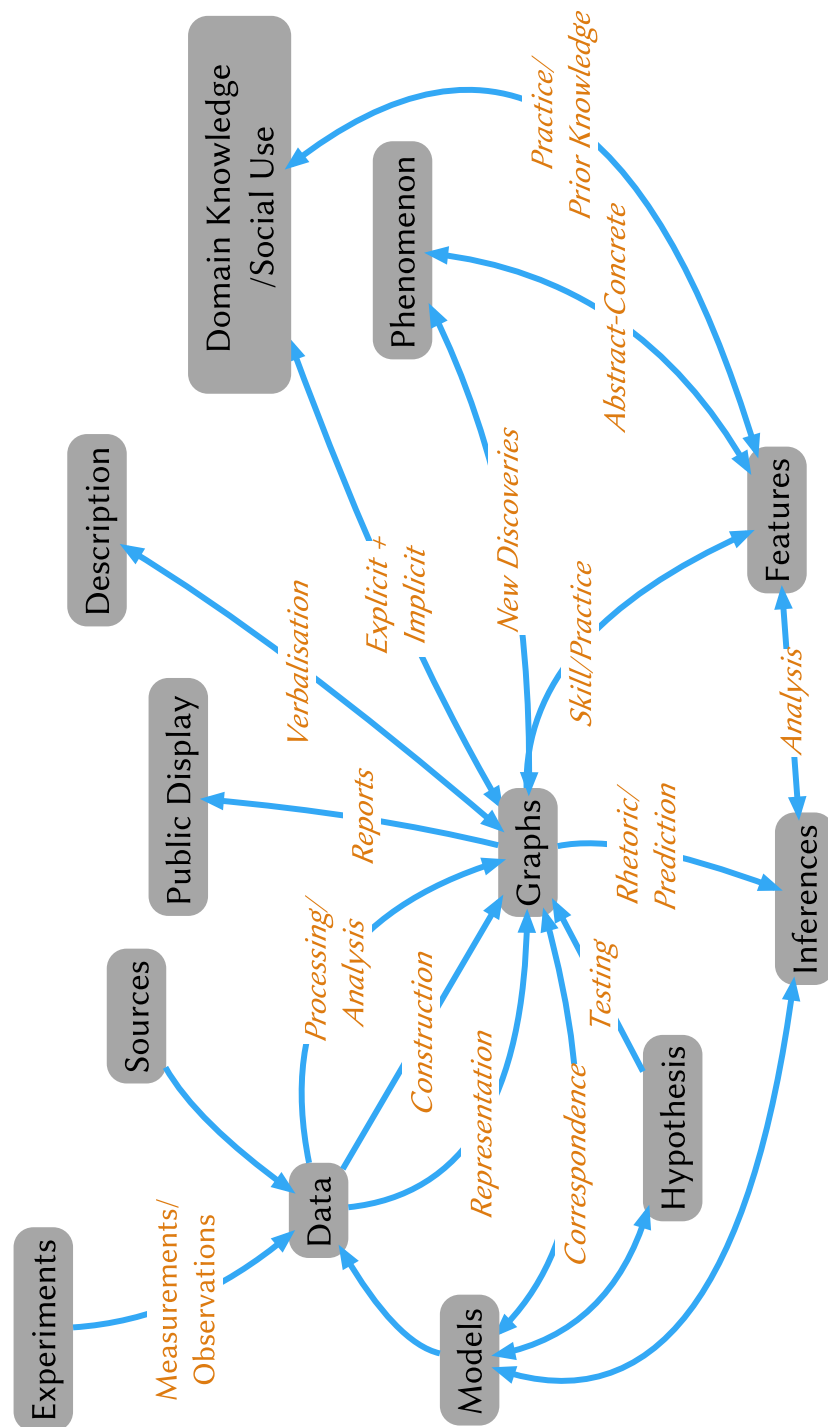 Experiments
Description
Sources
Measurements/
Observations
Public Display
Domain Knowledge
/Social Use
Verbalisation
Processing/
Analysis
Data
Reports
Explicit +
Implicit
Phenomenon
Construction
Models
Representation
New Discoveries
Graphs
Practice/
Prior Knowledge
Correspondence
Skill/Practice
Testing
Abstract-Concrete
Rhetoric/
Prediction
Hypothesis
Features
Analysis
Inferences